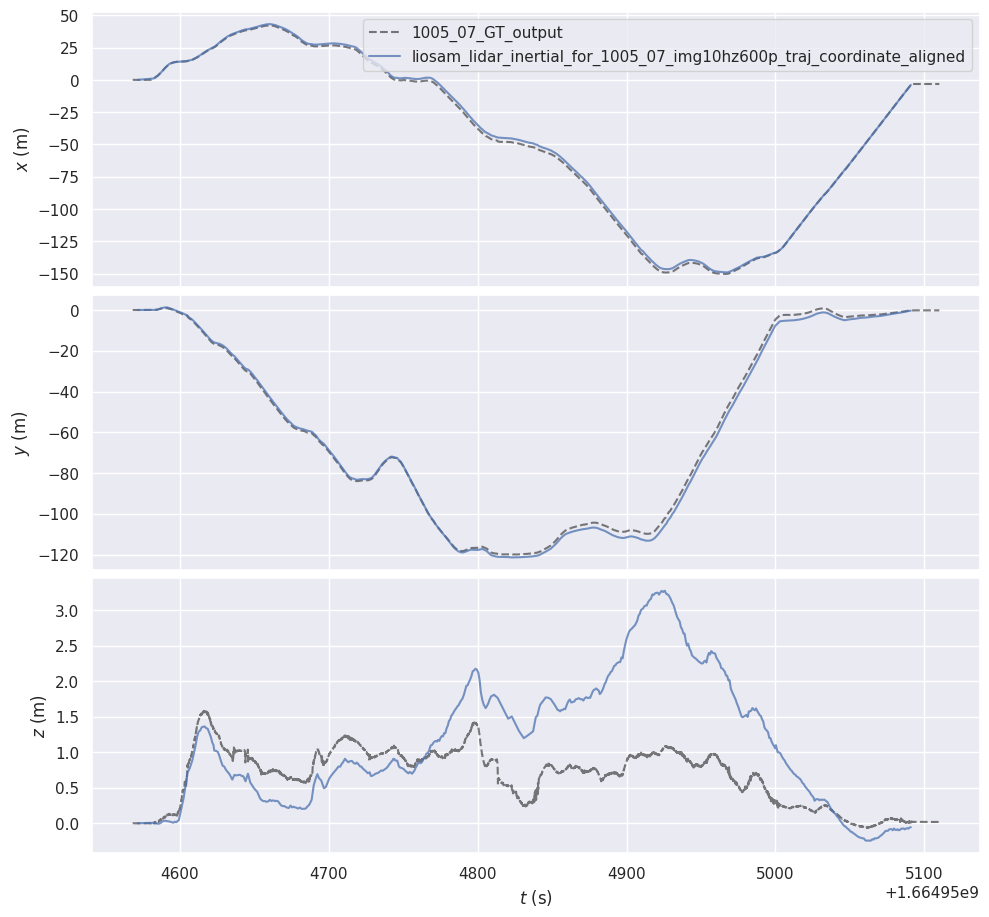 50
25
0
−25
−50
−75
−100
−125
−150
x (m)
1005_07_GT_output
liosam_lidar_inertial_for_1005_07_img10hz600p_traj_coordinate_aligned
0
−20
−40
−60
−80
−100
−120
y (m)
3.0
2.5
2.0
1.5
1.0
0.5
0.0
z (m)
4600 4700 4800 4900 5000 5100
t (s)
+1.66495e9